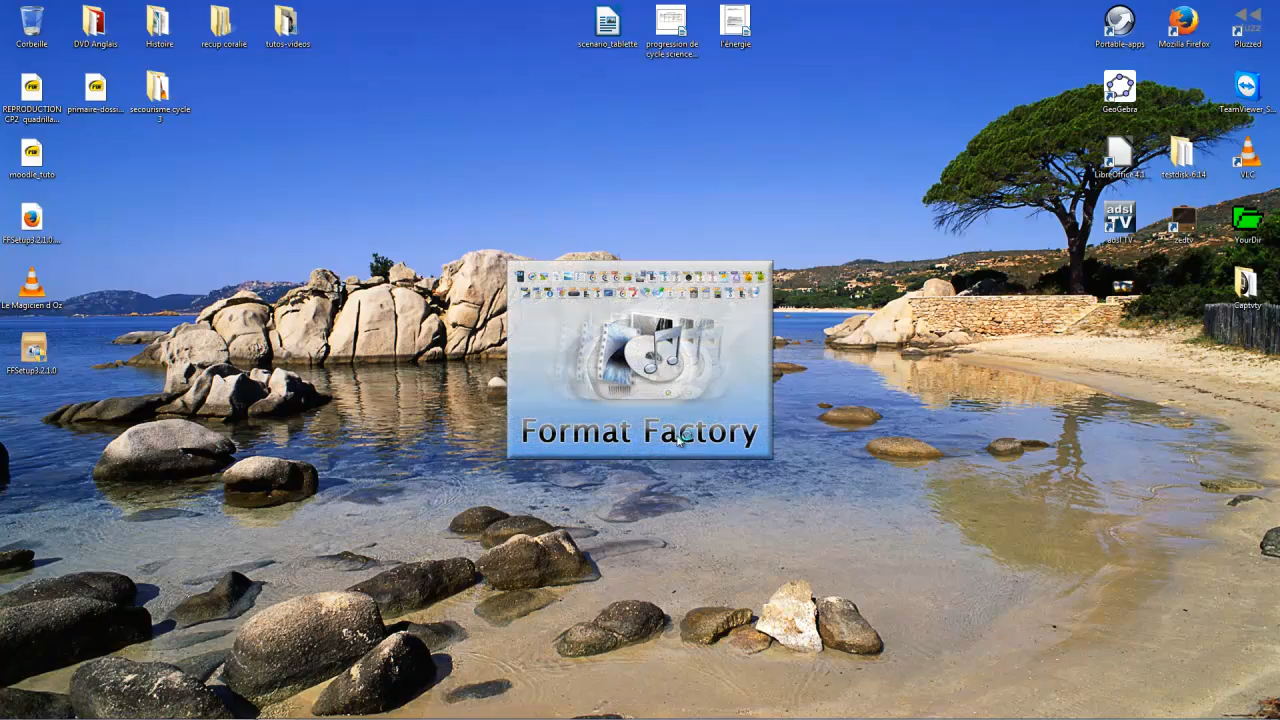 Corbeille
DVD Anglais
Histoire
recup coralie
tutos-videos
scenario_tablette
progression de
cycle science...
l'énergie
Portable-apps
Mozilla Firefox
Pluzzed
REPRODUCTION
CP2_quadrilla...
primaire-dossi...
secourisme cycle
3
GeoGebra
TeamViewer_S...
moodle_tuto
LibreOffice 4.1
testdisk-6.14
VLC
FFSetup3.2.1.0....
adsl
TV
adsl TV
zedtv
YourDir
Le Magicien d Oz
Captvty
FFSetup3.2.1.0
Format Factory